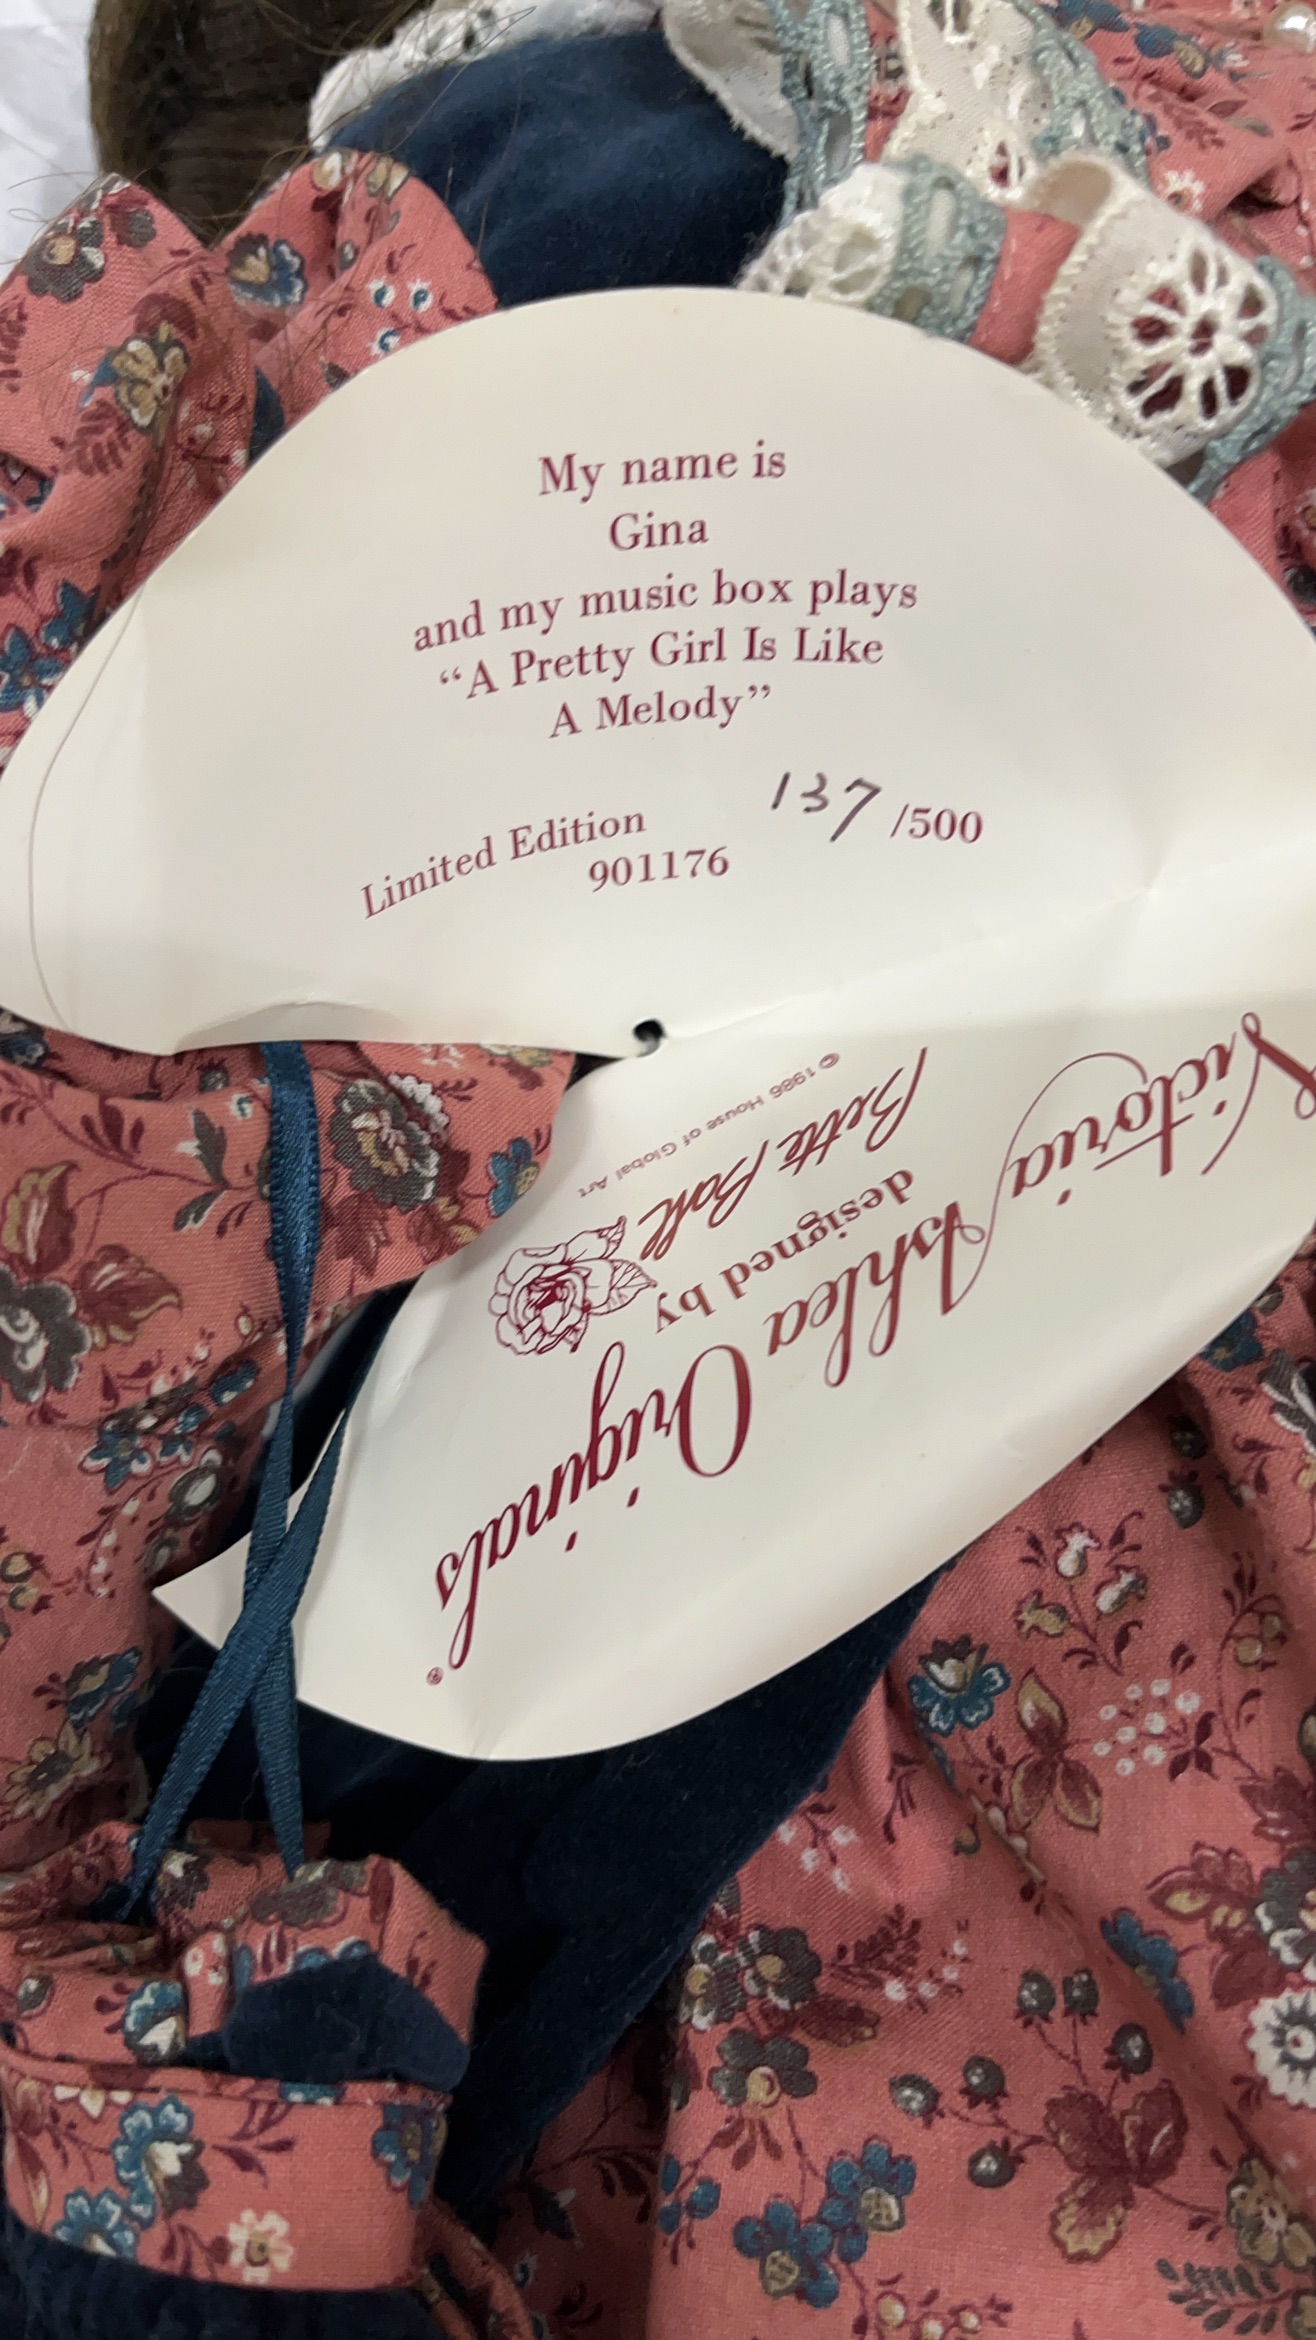 My name is
Gina
and my music box plays
“A Pretty Girl Is Like
A Melody”
Limited Edition 137 /500
901176
Victoria Ashlea Originals®
designed by
Bette Ball
© 1986 House of Global Art